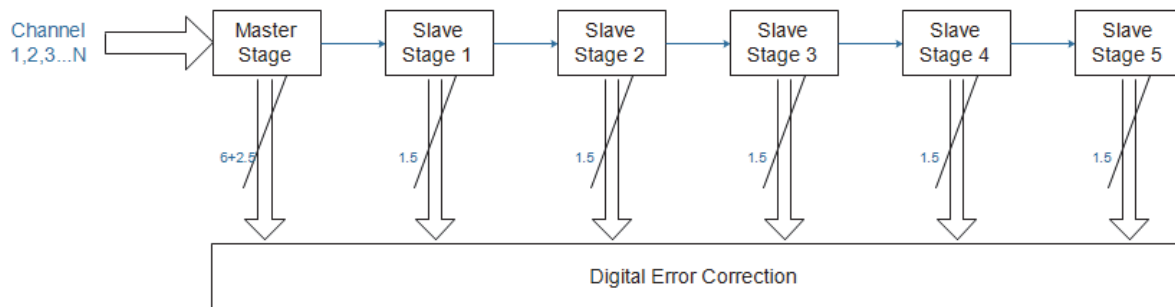 Channel
1,2,3...N
Master
Stage
Slave
Stage 1
Slave
Stage 2
Slave
Stage 3
Slave
Stage 4
Slave
Stage 5
6+2.5
1.5
1.5
1.5
1.5
1.5
Digital Error Correction